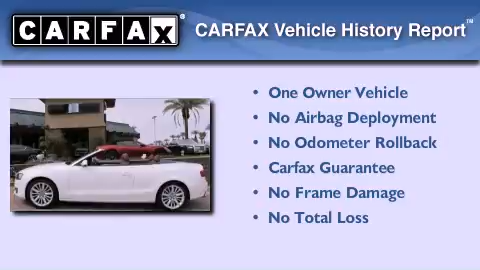 CARFAX® CARFAX Vehicle History Report™
• One Owner Vehicle
• No Airbag Deployment
• No Odometer Rollback
• Carfax Guarantee
• No Frame Damage
• No Total Loss